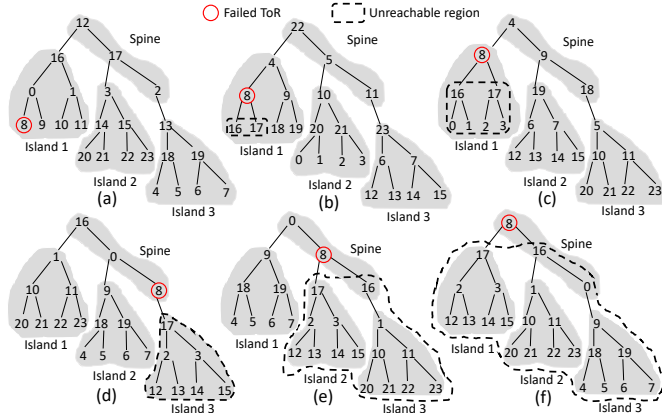 Failed ToR Unreachable region
12
16 17 Spine
0 1 3 2
8 9 10 11 14 15 13
Island 1 20 21 22 23 18 19
Island 2 4 5 6 7
(a) Island 3
22
4 5 Spine
8 9 10 11
16 17 18 19 20 21 23
Island 1 0 1 2 3 6 7
Island 2 12 13 14 15
(b) Island 3
4
8 9 Spine
16 17 19 18
0 1 2 3 6 7 5
Island 1 12 13 14 15 10 11
Island 2 20 21 22 23
(c) Island 3
16
1 0 Spine
10 11 9 8
20 21 22 23 18 19 17
Island 1 4 5 6 7 2 3
Island 2 12 13 14 15
(d) Island 3
0
9 8 Spine
18 19 17 16
4 5 6 7 2 3 1
Island 1 12 13 14 15 10 11
Island 2 20 21 22 23
(e) Island 3
8
17 16 Spine
2 3 1 0
12 13 14 15 10 11 9
Island 1 20 21 22 23 18 19
Island 2 4 5 6 7
(f) Island 3